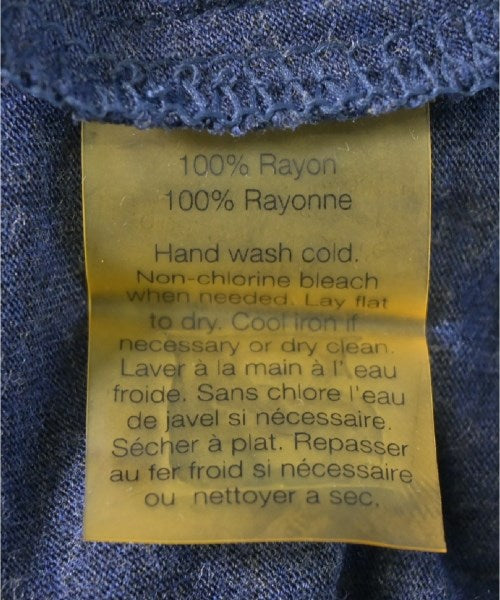 100% Rayon
100% Rayonne
Hand wash cold.
Non-chlorine bleach
when needed. Lay flat
to dry. Cool iron if
necessary or dry clean.
Laver à la main à l' eau
froide. Sans chlore l'eau
de javel si nécessaire.
Sécher à plat. Repasser
au fer froid si nécessaire
ou nettoyer a sec.